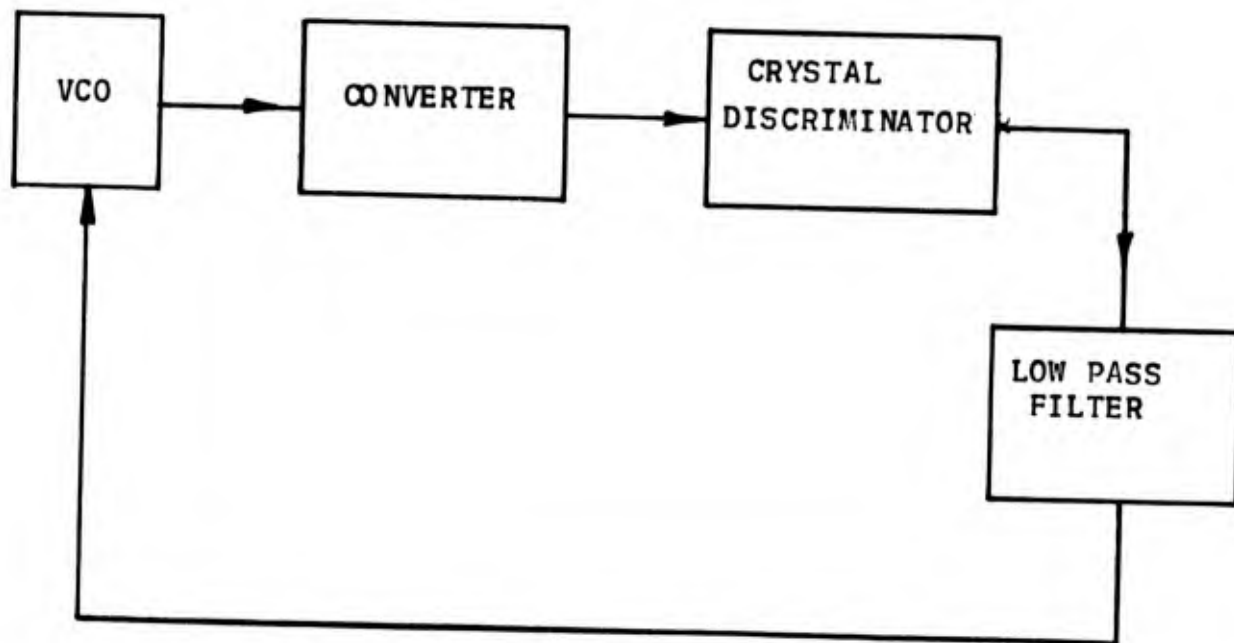 VCO
CONVERTER
CRYSTAL
DISCRIMINATOR
LOW PASS
FILTER